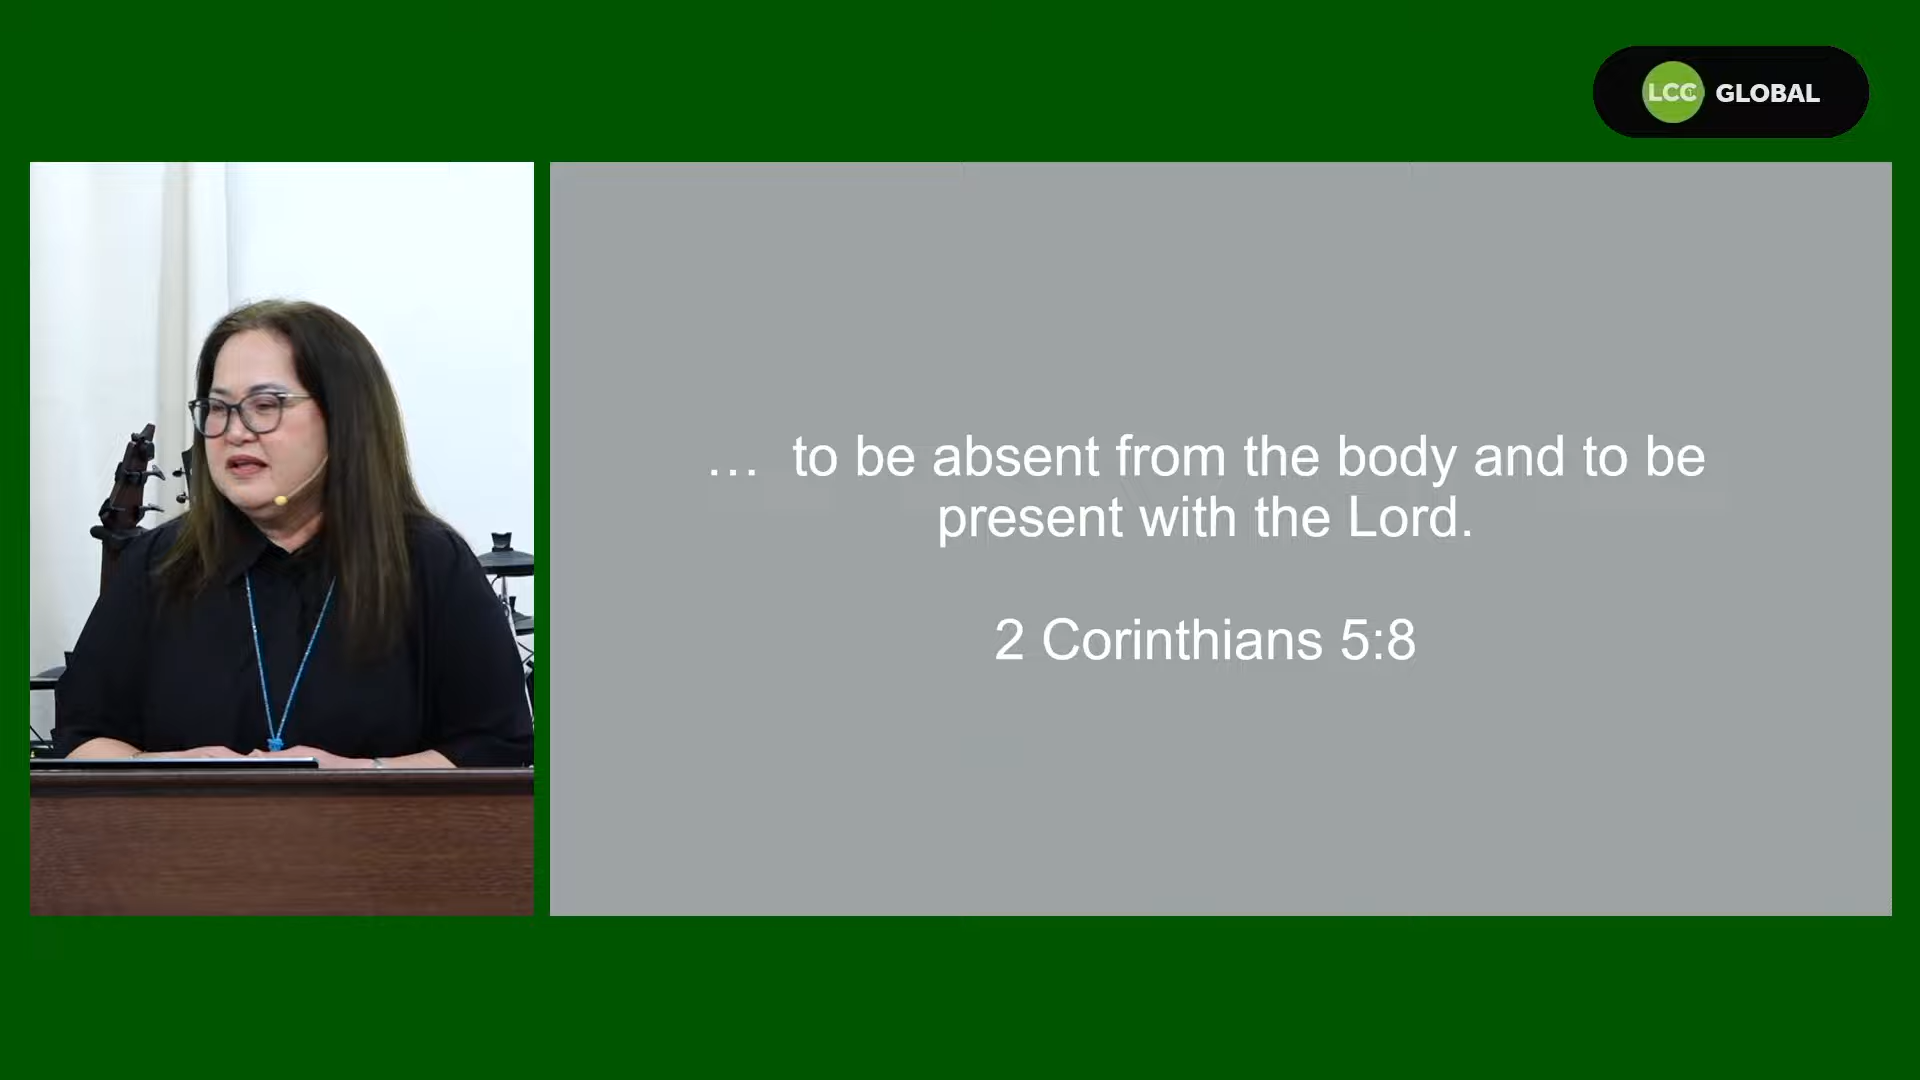 LCC GLOBAL
… to be absent from the body and to be
present with the Lord.
2 Corinthians 5:8